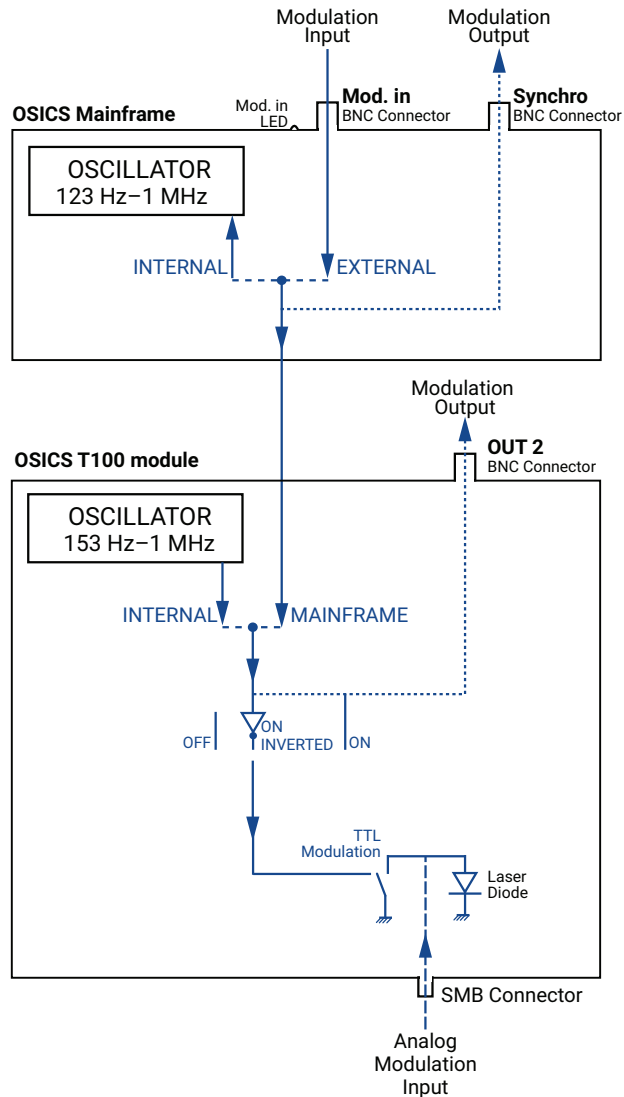 Modulation
Input
Modulation
Output
OSICS Mainframe
Mod. in
LED
Mod. in
BNC Connector
Synchro
BNC Connector
OSCILLATOR
123 Hz–1 MHz
INTERNAL
EXTERNAL
Modulation
Output
OSICS T100 module
OUT 2
BNC Connector
OSCILLATOR
153 Hz–1 MHz
INTERNAL
MAINFRAME
OFF
ON
INVERTED
ON
TTL
Modulation
Laser
Diode
SMB Connector
Analog
Modulation
Input